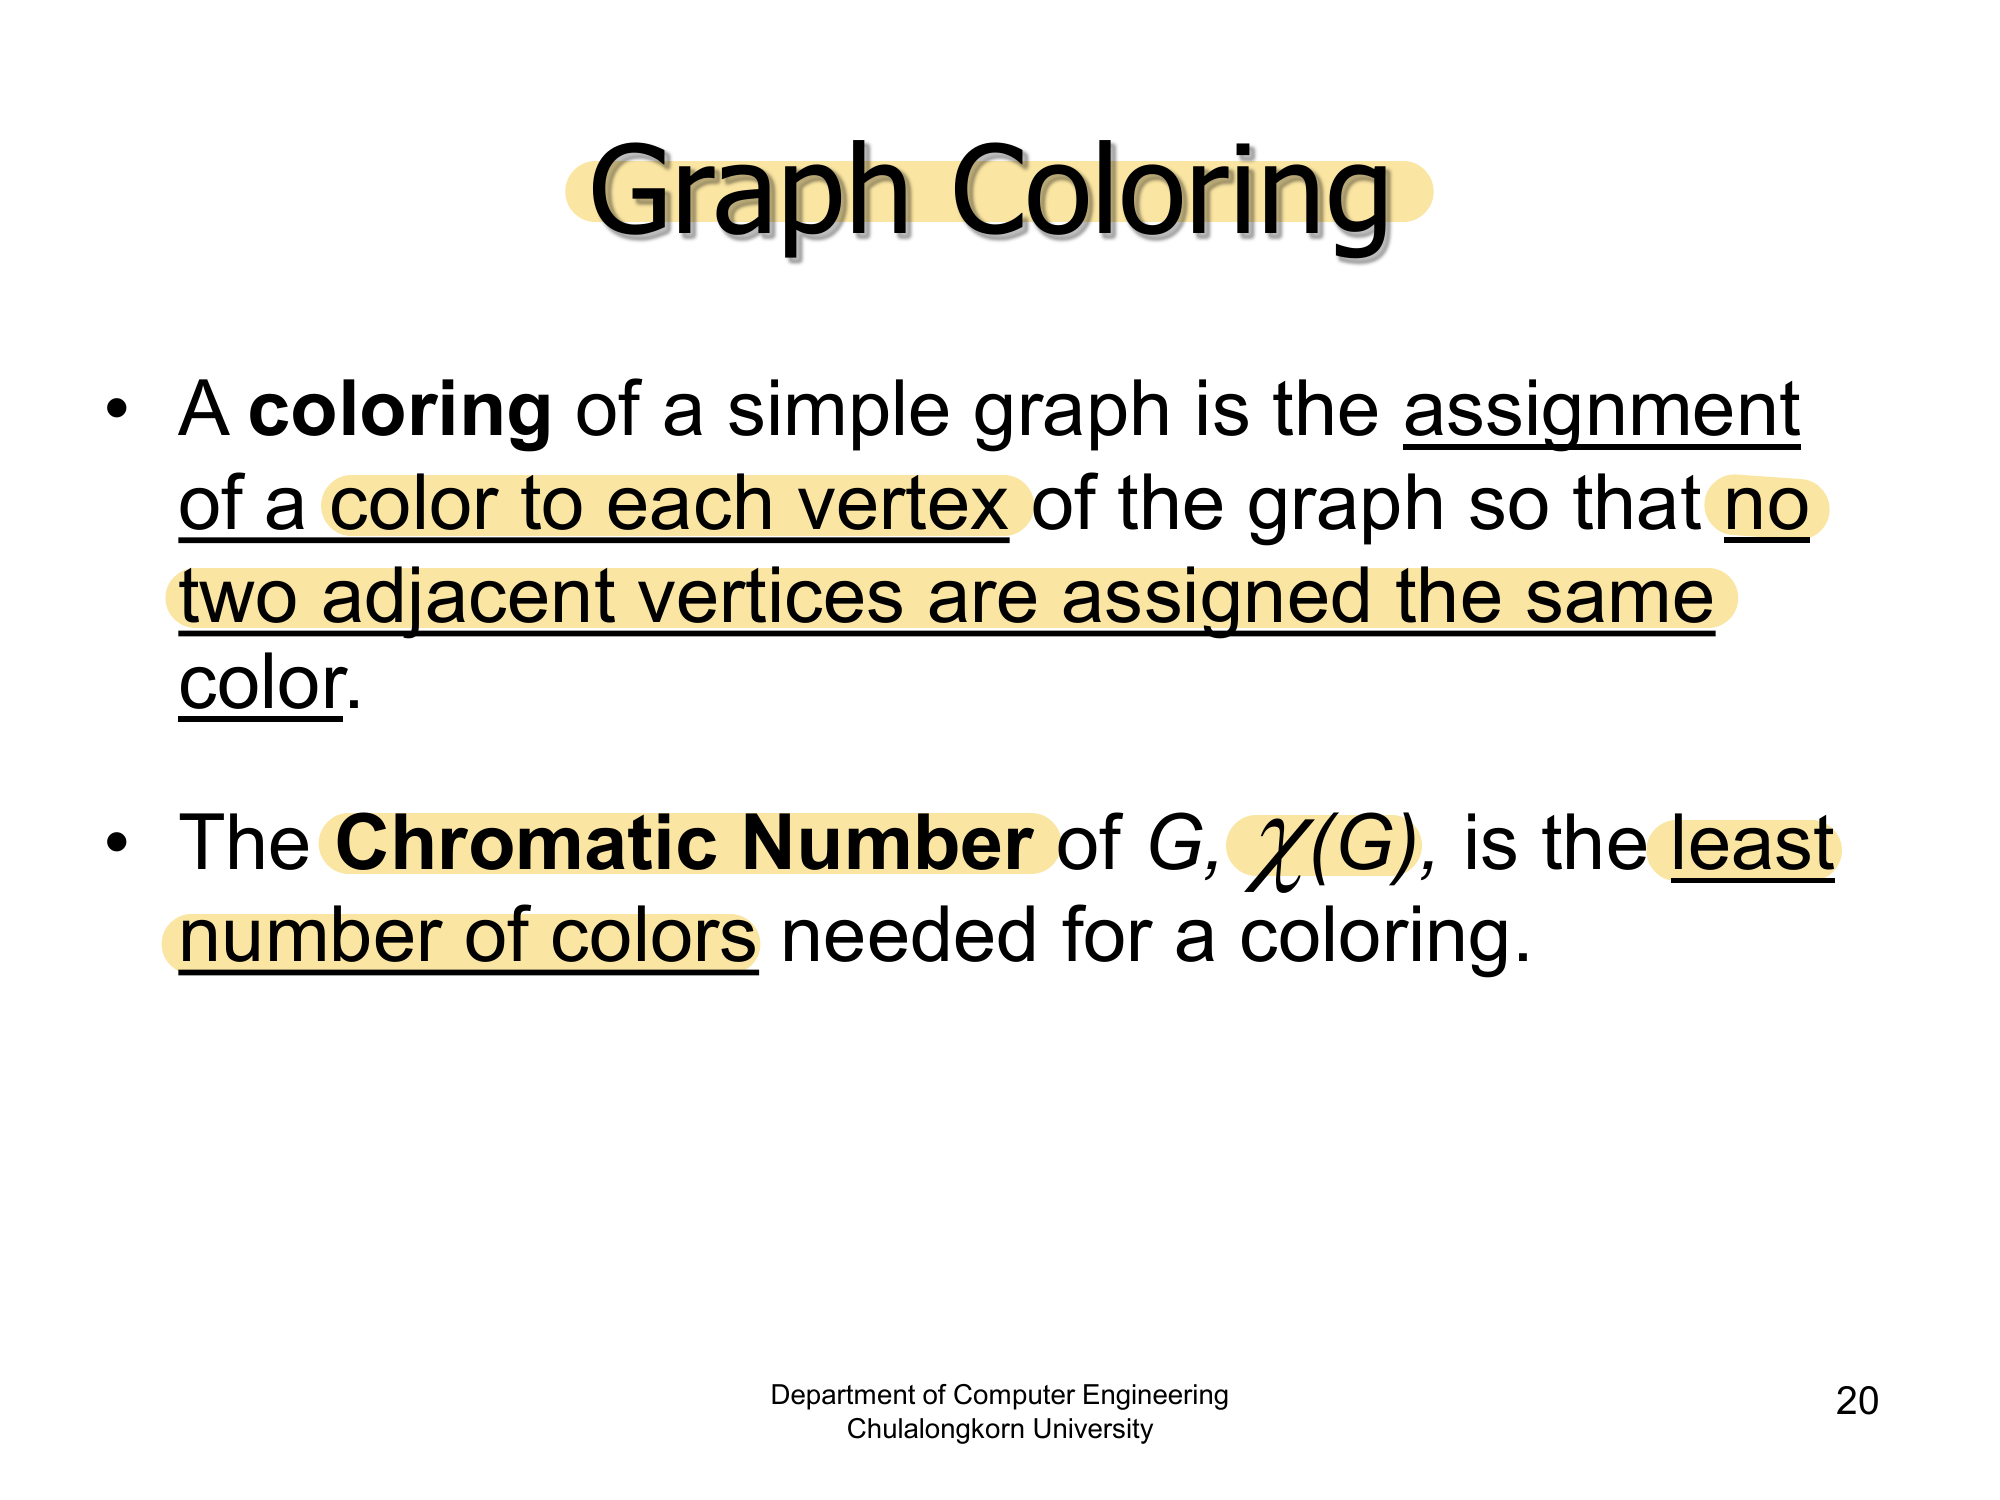 Graph Coloring
• A coloring of a simple graph is the assignment
of a color to each vertex of the graph so that no
two adjacent vertices are assigned the same
color.
• The Chromatic Number of G, χ(G), is the least
number of colors needed for a coloring.
Department of Computer Engineering
Chulalongkorn University
20